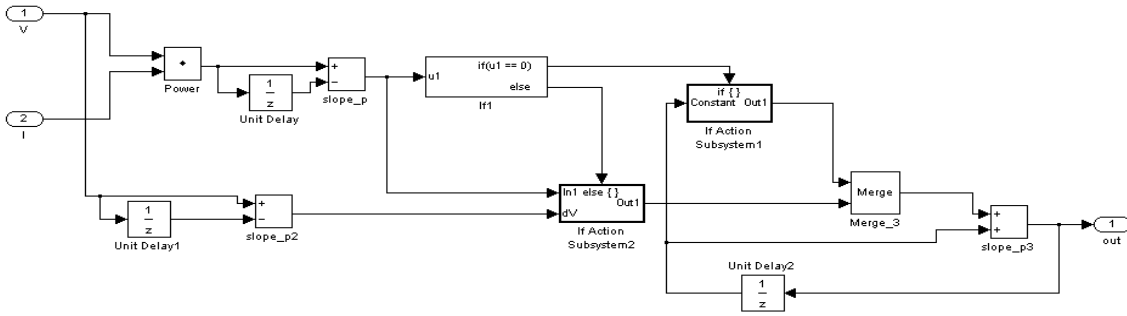 1
V
2
I
Power
1
z
Unit Delay
+
−
slope_p
u1
if(u1 == 0)
else
If1
if { }
Constant Out1
If Action
Subsystem1
1
z
Unit Delay1
+
−
slope_p2
In1 else { }
Out1
dV
If Action
Subsystem2
Merge
Merge_3
+
+
slope_p3
1
out
Unit Delay2
1
z